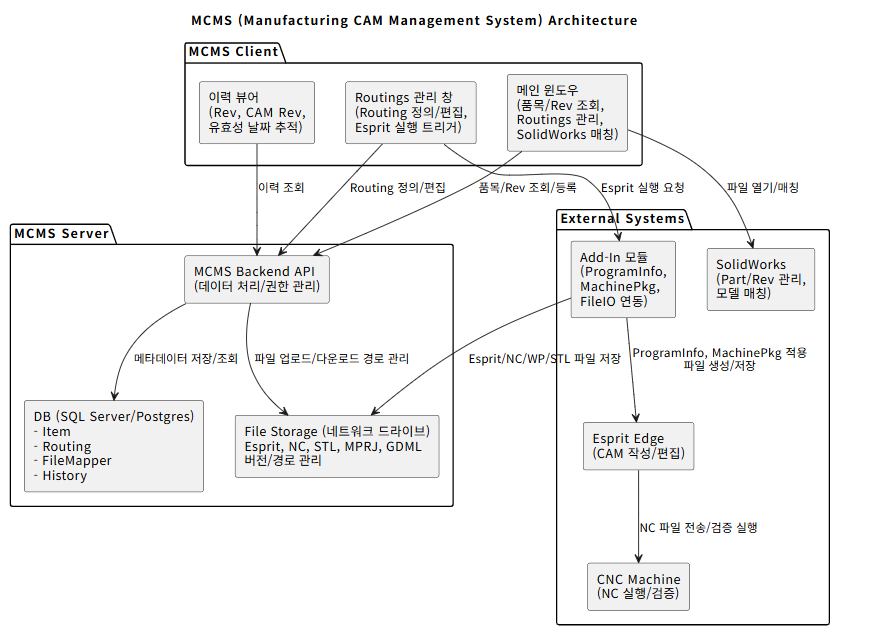 MCMS (Manufacturing CAM Management System) Architecture
MCMS Client
이력 뷰어
(Rev, CAM Rev,
유효성 날짜 추적)
Routings 관리 창
(Routing 정의/편집,
Esprit 실행 트리거)
메인 윈도우
(품목/Rev 조회,
Routings 관리,
SolidWorks 매칭)
이력 조회
Routing 정의/편집
품목/Rev 조회/등록
Esprit 실행 요청
파일 열기/매칭
MCMS Server
MCMS Backend API
(데이터 처리/권한 관리)
메타데이터 저장/조회
파일 업로드/다운로드 경로 관리
DB (SQL Server/Postgres)
- Item
- Routing
- FileMapper
- History
File Storage (네트워크 드라이브)
Esprit, NC, STL, MPRJ, GDML
버전/경로 관리
External Systems
Add-In 모듈
(ProgramInfo,
MachinePkg,
FileIO 연동)
SolidWorks
(Part/Rev 관리,
모델 매칭)
Esprit/NC/WP/STL 파일 저장
ProgramInfo, MachinePkg 적용
파일 생성/저장
Esprit Edge
(CAM 작성/편집)
NC 파일 전송/검증 실행
CNC Machine
(NC 실행/검증)